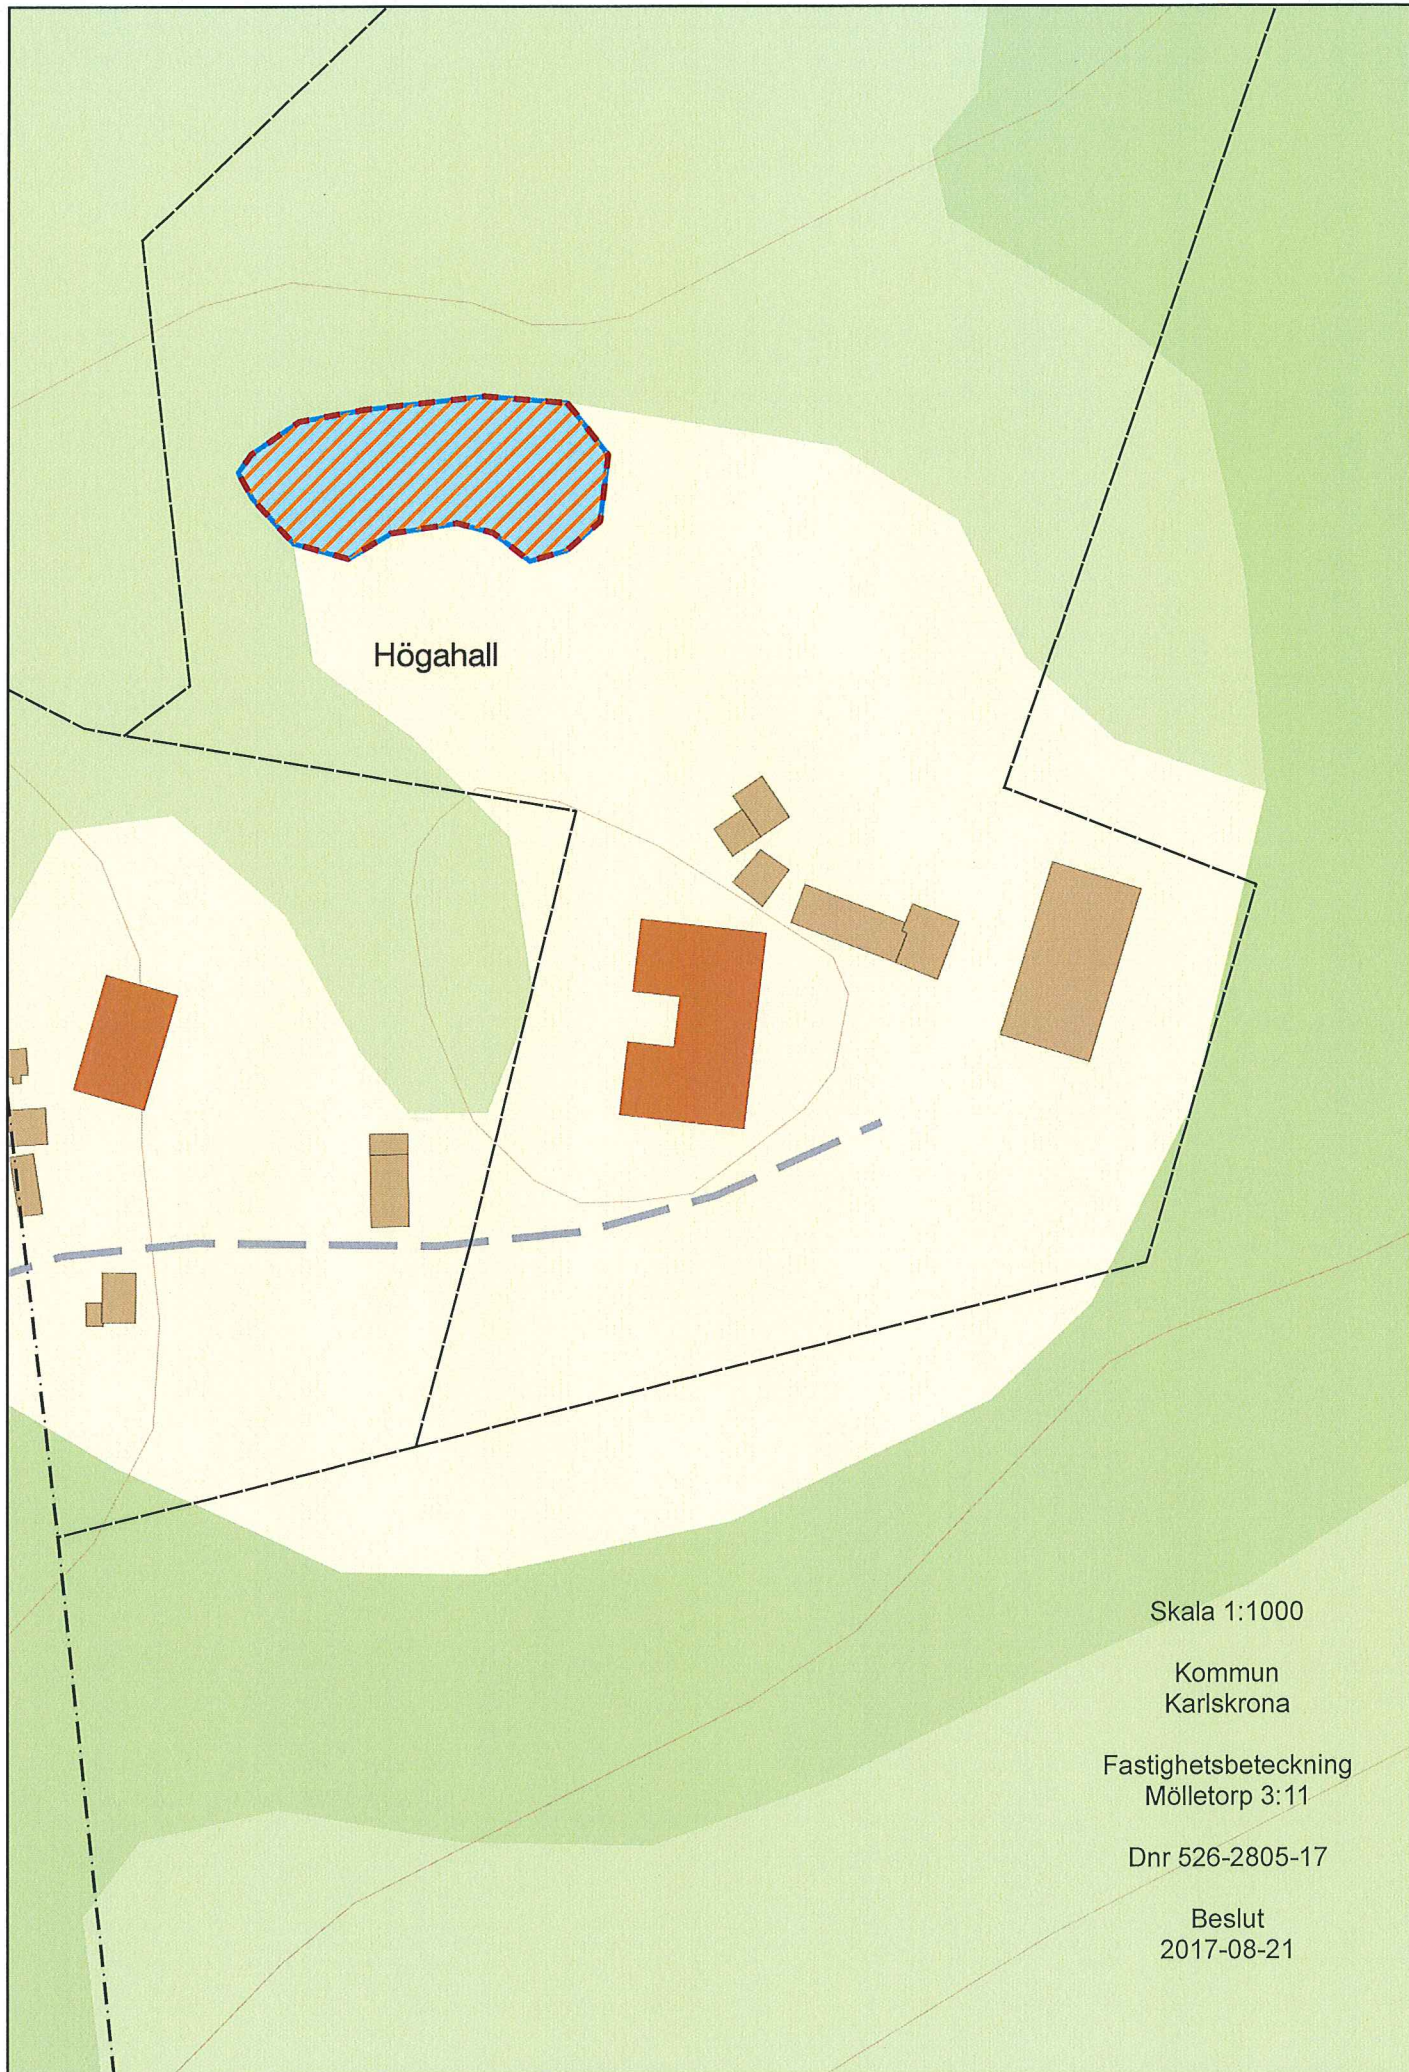 Högahall
Skala 1:1000
Kommun
Karlskrona
Fastighetsbeteckning
Mölletorp 3:11
Dnr 526-2805-17
Beslut
2017-08-21